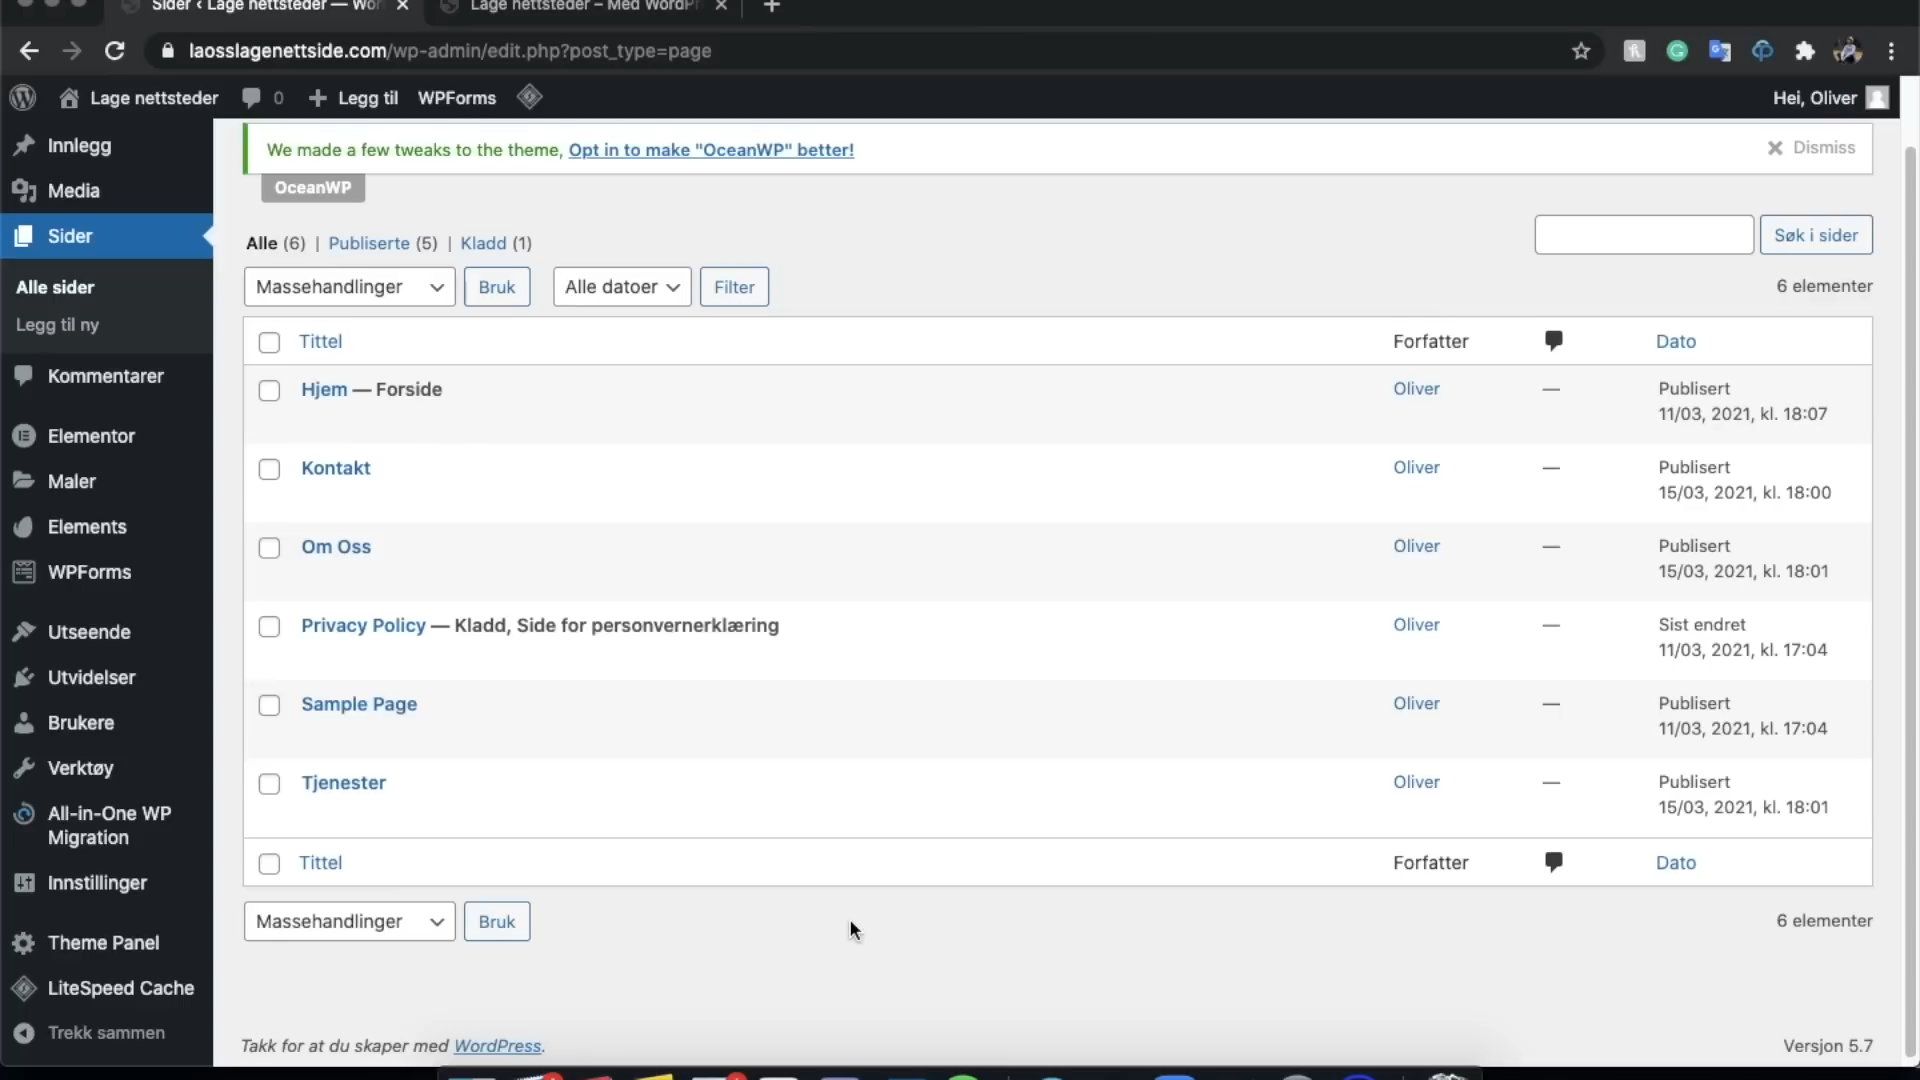 Sider ‹ Lage nettsteder — Wor
Lage nettsteder – Med WordPr
laosslagenettside.com/wp-admin/edit.php?post_type=page
Lage nettsteder
0
Legg til
WPForms
Hei, Oliver
Innlegg
Media
Sider
Alle sider
Legg til ny
Kommentarer
Elementor
Maler
Elements
WPForms
Utseende
Utvidelser
Brukere
Verktøy
All-in-One WP
Migration
Innstillinger
Theme Panel
LiteSpeed Cache
Trekk sammen
We made a few tweaks to the theme, Opt in to make "OceanWP" better!
Dismiss
OceanWP
Alle (6) | Publiserte (5) | Kladd (1)
Søk i sider
Massehandlinger
Bruk
Alle datoer
Filter
6 elementer
Tittel
Forfatter
Dato
Hjem — Forside
Oliver
—
Publisert
11/03, 2021, kl. 18:07
Kontakt
Oliver
—
Publisert
15/03, 2021, kl. 18:00
Om Oss
Oliver
—
Publisert
15/03, 2021, kl. 18:01
Privacy Policy — Kladd, Side for personvernerklæring
Oliver
—
Sist endret
11/03, 2021, kl. 17:04
Sample Page
Oliver
—
Publisert
11/03, 2021, kl. 17:04
Tjenester
Oliver
—
Publisert
15/03, 2021, kl. 18:01
Tittel
Forfatter
Dato
Massehandlinger
Bruk
6 elementer
Takk for at du skaper med WordPress.
Versjon 5.7